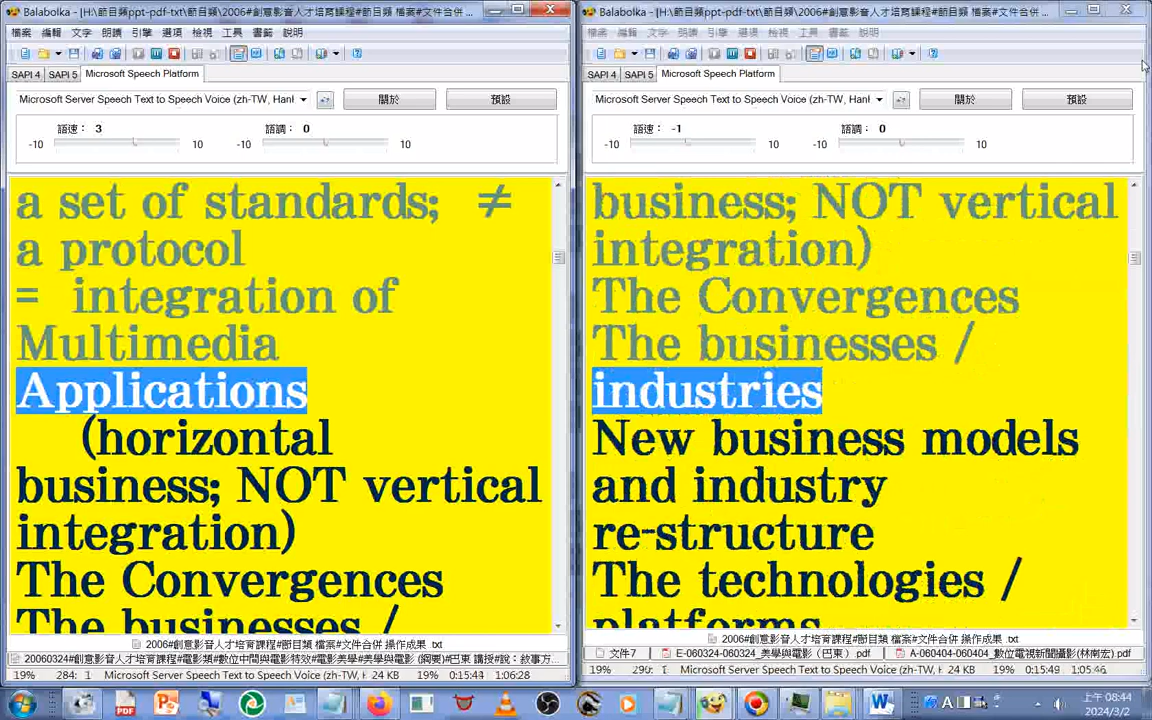 Balabolka - [H:\節目類ppt-pdf-txt\節目類\2006#創意影音人才培育課程#節目類 檔案#文件合併 ...
檔案 編輯 文字 朗讀 引擎 選項 檢視 工具 書籤 說明
SAPI 4 SAPI 5 Microsoft Speech Platform
Microsoft Server Speech Text to Speech Voice (zh-TW, Hanl
關於 預設
語速： 3 語調： 0
-10 10 -10 10
a set of standards; ≠
a protocol
= integration of
Multimedia
Applications
(horizontal
business; NOT vertical
integration)
The Convergences
The businesses /
2006#創意影音人才培育課程#節目類 檔案#文件合併 操作成果 .txt
20060324#創意影音人才培育課程#電影類#數位中間與電影特效#電影美學#美學與電影 (綱要)#巴東 講授#說：敘事方...
19% 284: 1 Microsoft Server Speech Text to Speech Voice (zh-TW, H 24 KB 0:15:44 1:06:28
Balabolka - [H:\節目類ppt-pdf-txt\節目類\2006#創意影音人才培育課程#節目類 檔案#文件合併 ...
檔案 編輯 文字 朗讀 引擎 選項 檢視 工具 書籤 說明
SAPI 4 SAPI 5 Microsoft Speech Platform
Microsoft Server Speech Text to Speech Voice (zh-TW, Hanl
關於 預設
語速： -1 語調： 0
-10 10 -10 10
business; NOT vertical
integration)
The Convergences
The businesses /
industries
New business models
and industry
re-structure
The technologies /
platforms
2006#創意影音人才培育課程#節目類 檔案#文件合併 操作成果 .txt
文件7 E-060324-060324_美學與電影（巴東）.pdf A-060404-060404_數位電視新聞攝影(林宥宏).pdf
19% 290: 1 Microsoft Server Speech Text to Speech Voice (zh-TW, H 24 KB 0:15:49 1:05:46
上午 08:44
2024/3/2